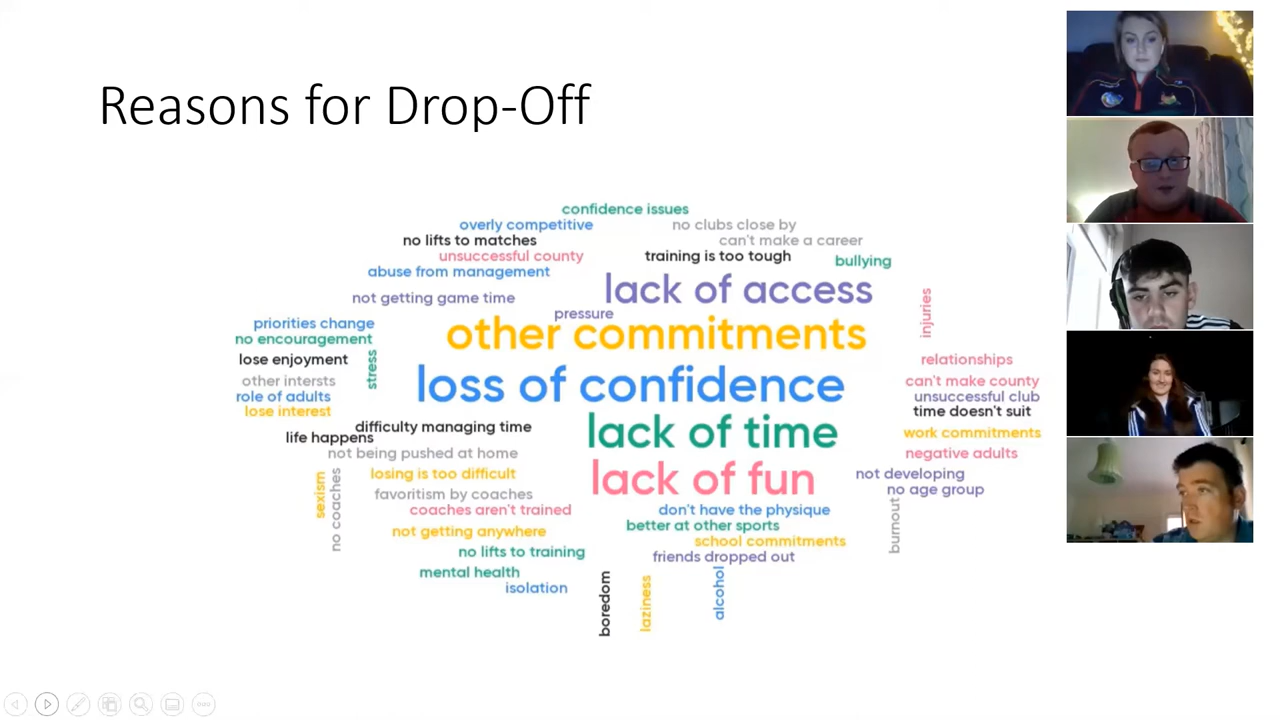 Reasons for Drop-Off
confidence issues
overly competitive
no clubs close by
no lifts to matches
can't make a career
unsuccessful county
training is too tough
bullying
abuse from management
lack of access
not getting game time
injuries
pressure
priorities change
other commitments
no encouragement
lose enjoyment
stress
relationships
other intersts
loss of confidence
can't make county
role of adults
unsuccessful club
lose interest
time doesn't suit
difficulty managing time
lack of time
work commitments
life happens
not being pushed at home
negative adults
losing is too difficult
lack of fun
not developing
sexism
no coaches
favoritism by coaches
no age group
coaches aren't trained
don't have the physique
burnout
not getting anywhere
better at other sports
school commitments
no lifts to training
friends dropped out
mental health
isolation
boredom
laziness
alcohol